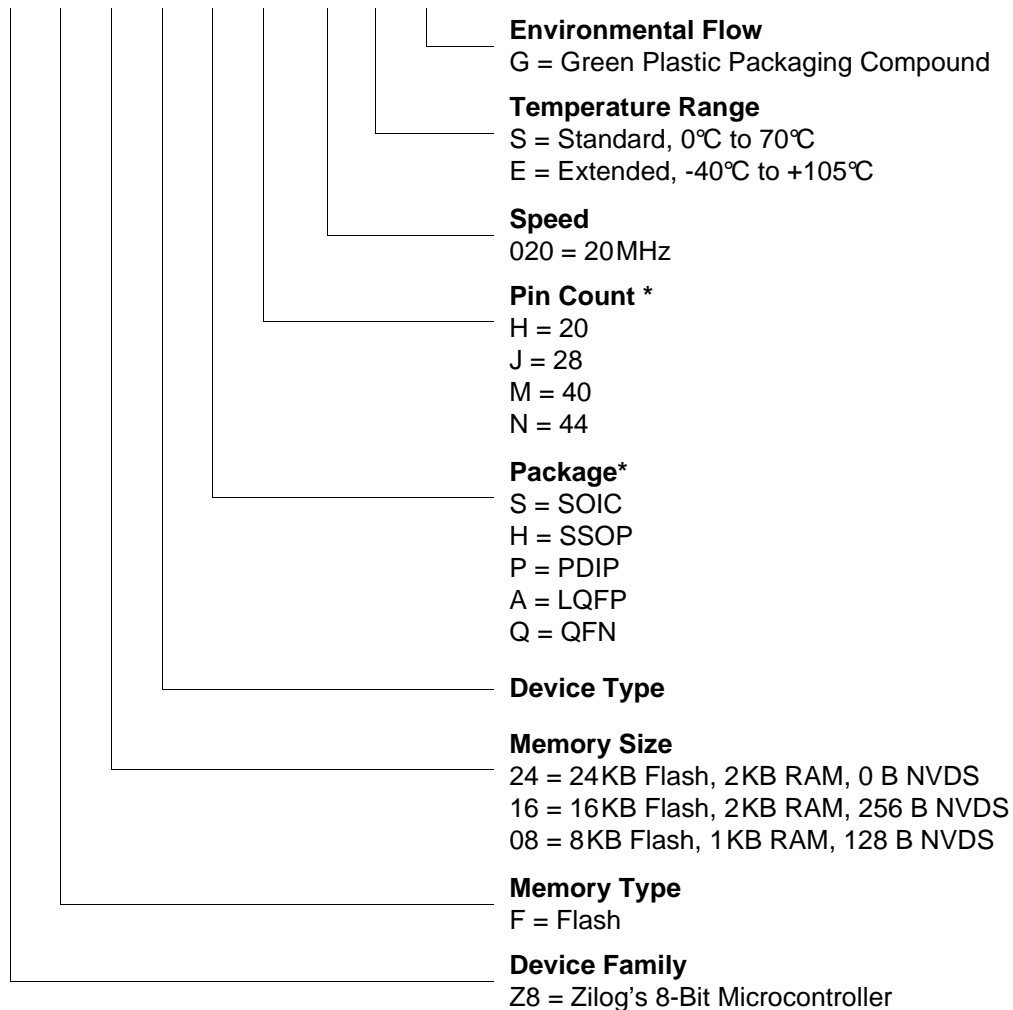 Environmental Flow
G = Green Plastic Packaging Compound
Temperature Range
S = Standard, 0°C to 70°C
E = Extended, -40°C to +105°C
Speed
020 = 20MHz
Pin Count *
H = 20
J = 28
M = 40
N = 44
Package*
S = SOIC
H = SSOP
P = PDIP
A = LQFP
Q = QFN
Device Type
Memory Size
24 = 24KB Flash, 2KB RAM, 0 B NVDS
16 = 16KB Flash, 2KB RAM, 256 B NVDS
08 = 8KB Flash, 1KB RAM, 128 B NVDS
Memory Type
F = Flash
Device Family
Z8 = Zilog's 8-Bit Microcontroller